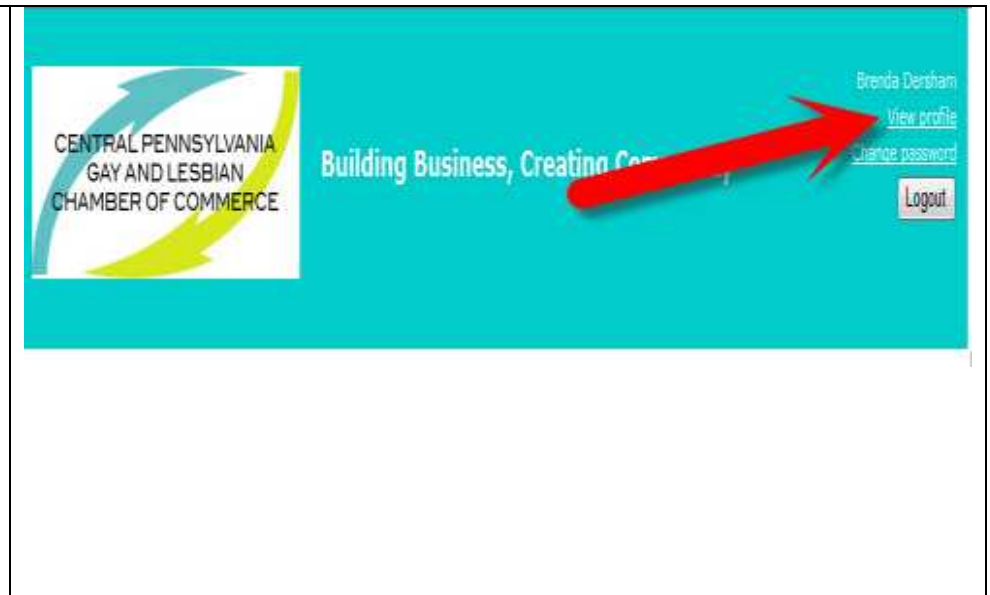 CENTRAL PENNSYLVANIA
GAY AND LESBIAN
CHAMBER OF COMMERCE
Building Business, Creating
Brenda Dersham
View profile
Change password
Logout